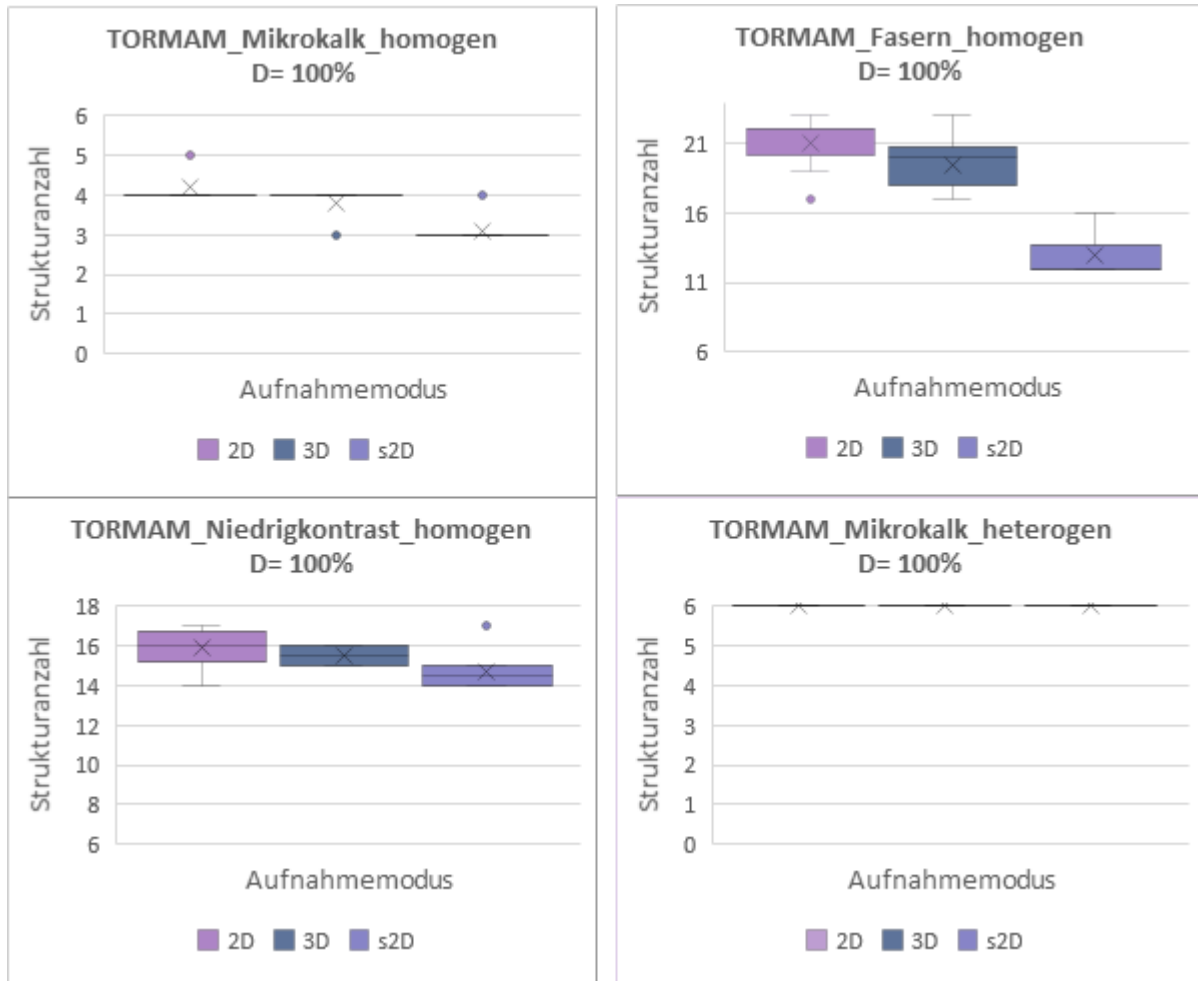 TORMAM_Mikrokalk_homogen
D= 100%
6
5
4
3
2
1
0
Strukturanzahl
Aufnahmemodus
2D 3D s2D
TORMAM_Fasern_homogen
D= 100%
21
16
11
6
Strukturanzahl
Aufnahmemodus
2D 3D s2D
TORMAM_Niedrigkontrast_homogen
D= 100%
18
16
14
12
10
8
6
Strukturanzahl
Aufnahmemodus
2D 3D s2D
TORMAM_Mikrokalk_heterogen
D= 100%
6
5
4
3
2
1
0
Strukturanzahl
Aufnahmemodus
2D 3D s2D